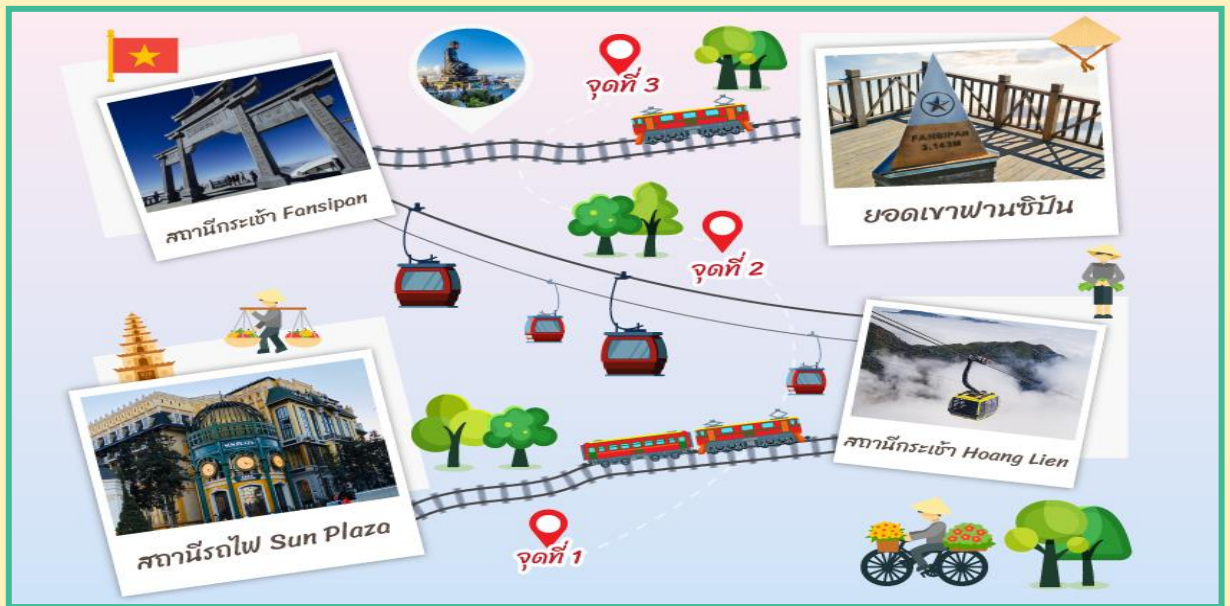 จุดที่ 3
FANSIPAN
3.143M
สถานีกระเช้า Fansipan
ยอดเขาฟานซิปัน
จุดที่ 2
SUN PLAZA
สถานีกระเช้า Hoang Lien
สถานีรถไฟ Sun Plaza
จุดที่ 1